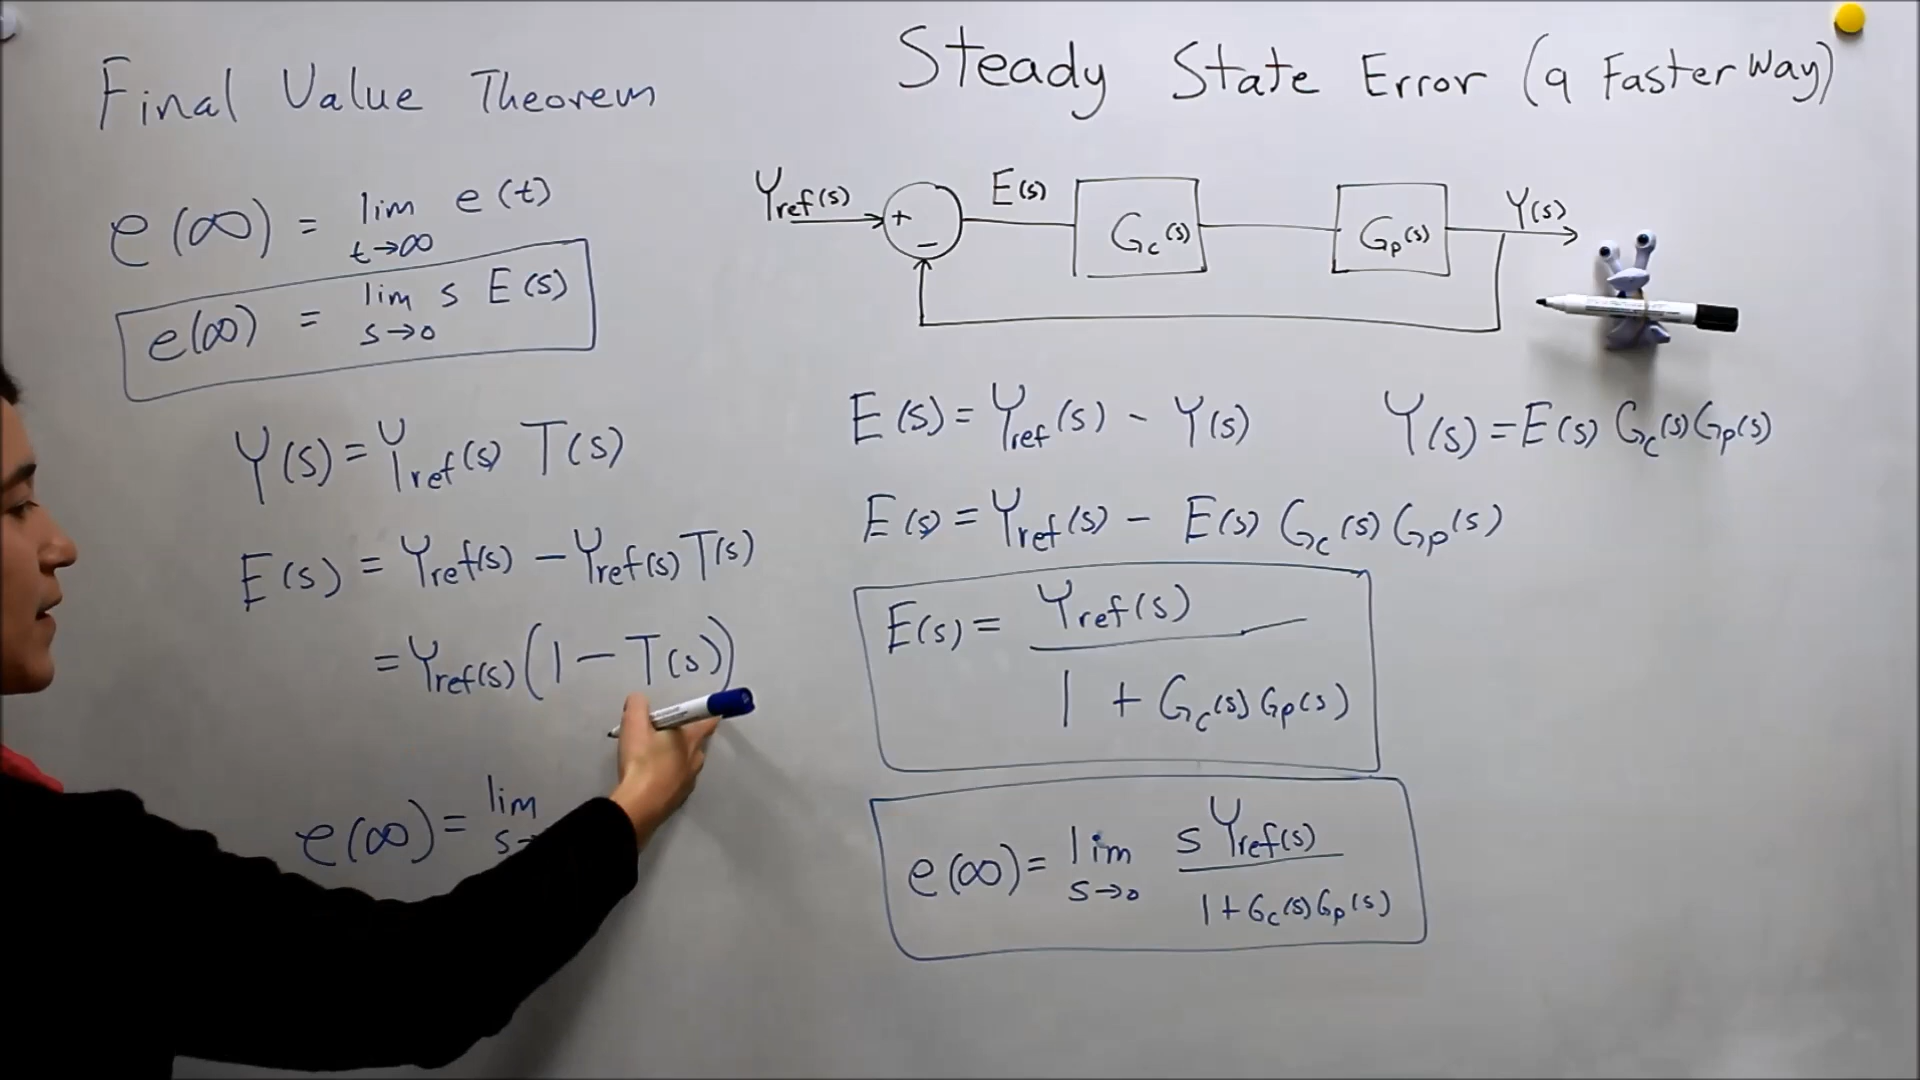 Final Value Theorem
e(∞) = lim t→∞ e(t)
e(∞) = lim s→0 s E(s)
Y(s) = Yref(s) T(s)
E(s) = Yref(s) − Yref(s) T(s)
= Yref(s) (1 − T(s))
e(∞) = lim s→
Steady State Error (a Faster Way)
Yref(s) + − E(s) Gc(s) Gp(s) Y(s)
E(s) = Yref(s) − Y(s) Y(s) = E(s) Gc(s) Gp(s)
E(s) = Yref(s) − E(s) Gc(s) Gp(s)
E(s) = Yref(s) / 1 + Gc(s) Gp(s)
e(∞) = lim s→0 s Yref(s) / 1 + Gc(s) Gp(s)